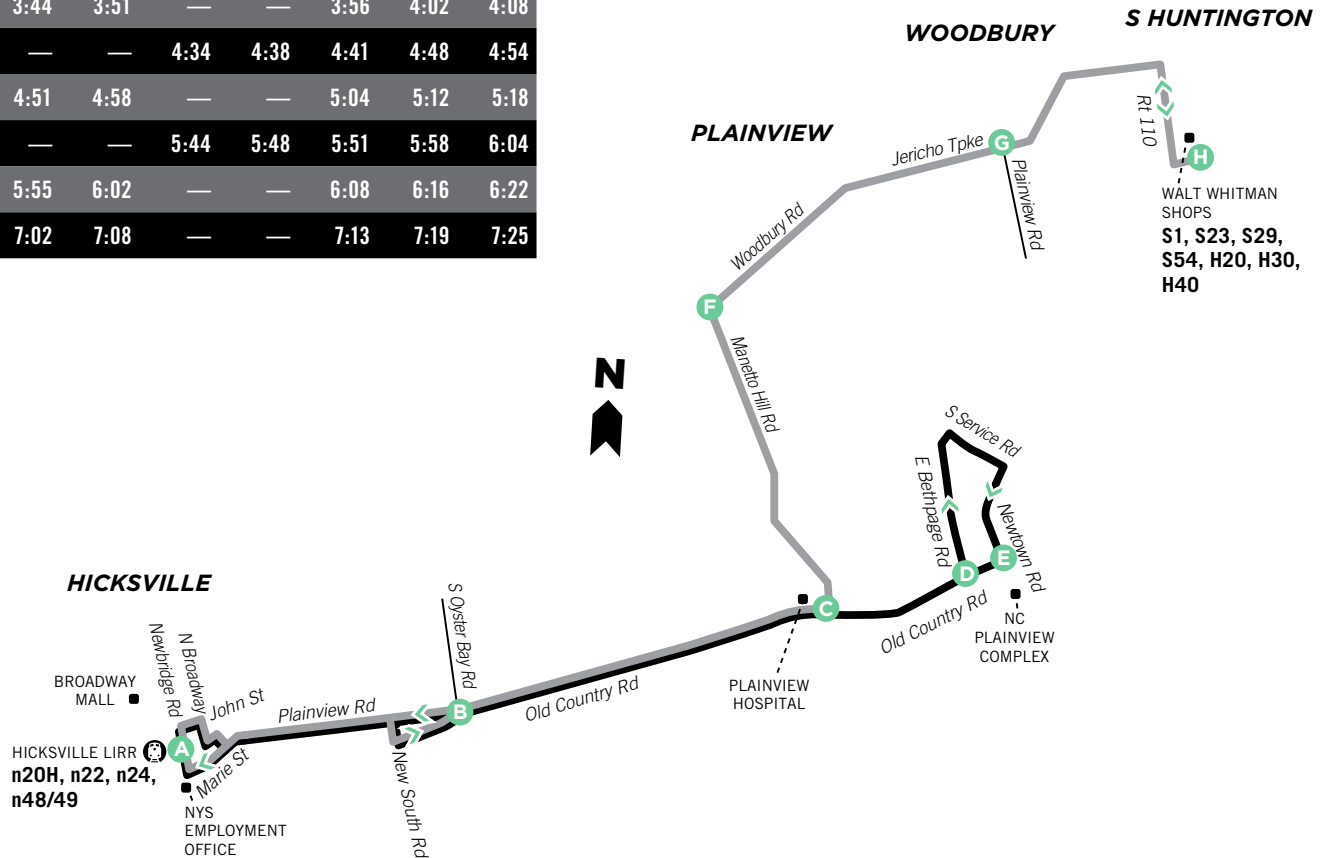 3:44 3:51 — — 3:56 4:02 4:08
— — 4:34 4:38 4:41 4:48 4:54
4:51 4:58 — — 5:04 5:12 5:18
— — 5:44 5:48 5:51 5:58 6:04
5:55 6:02 — — 6:08 6:16 6:22
7:02 7:08 — — 7:13 7:19 7:25
S HUNTINGTON
WOODBURY
PLAINVIEW
Rt 110
Jericho Tpke
G
H
Plainview Rd
WALT WHITMAN
SHOPS
S1, S23, S29,
S54, H20, H30,
H40
Woodbury Rd
F
Manetto Hill Rd
N
S Service Rd
E Bethpage Rd
Newtown Rd
D
E
Old Country Rd
NC
PLAINVIEW
COMPLEX
C
PLAINVIEW
HOSPITAL
HICKSVILLE
S Oyster Bay Rd
B
Old Country Rd
Newbridge Rd
N Broadway
John St
Plainview Rd
BROADWAY
MALL
HICKSVILLE LIRR
A
n20H, n22, n24,
n48/49
Marie St
New South Rd
NYS
EMPLOYMENT
OFFICE